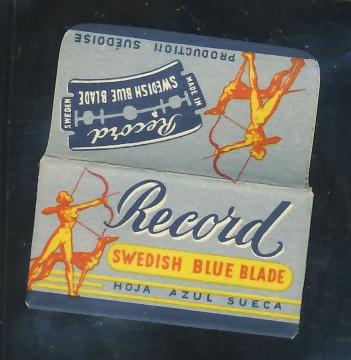 PRODUCTION SUÉDOISE
MADE IN
SWEDEN
SWEDISH BLUE BLADE
Record
Record
SWEDISH BLUE BLADE
HOJA AZUL SUECA